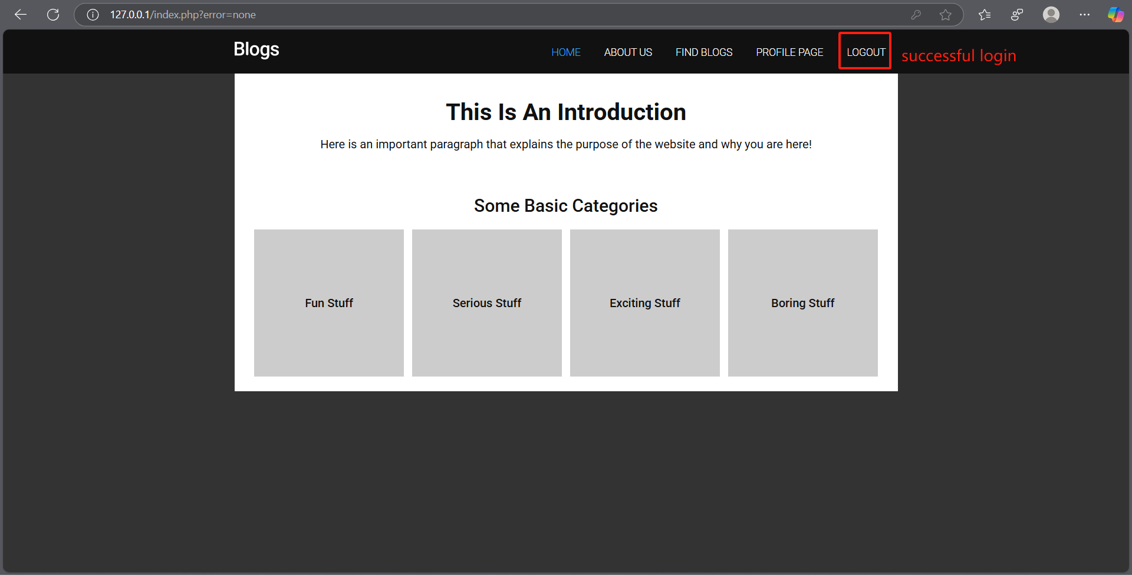 127.0.0.1/index.php?error=none
Blogs HOME ABOUT US FIND BLOGS PROFILE PAGE LOGOUT successful login
This Is An Introduction
Here is an important paragraph that explains the purpose of the website and why you are here!
Some Basic Categories
Fun Stuff Serious Stuff Exciting Stuff Boring Stuff